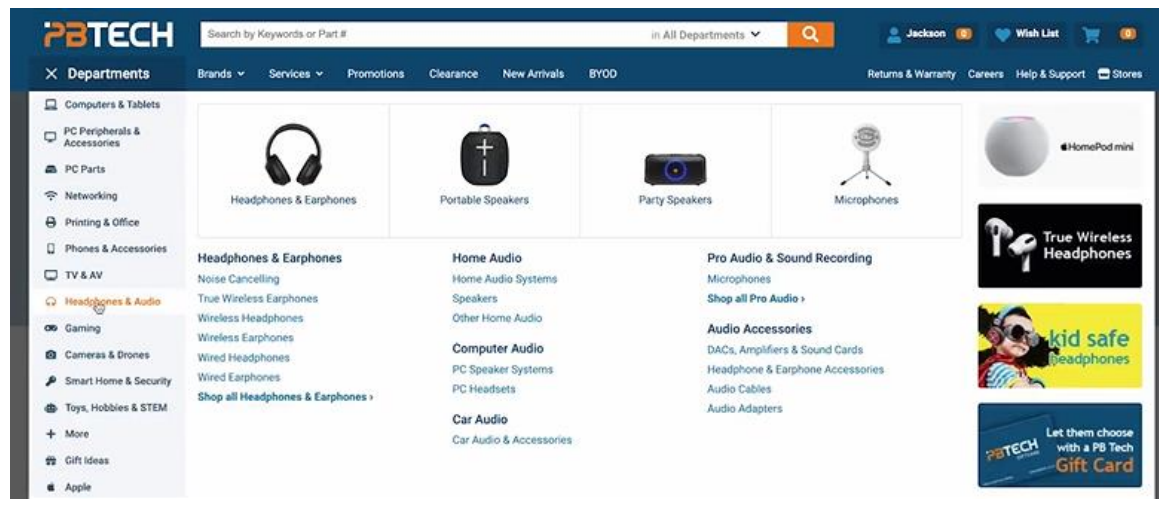 PBTECH
Search by Keywords or Part #
in All Departments
Jackson 0
Wish List
0
Departments
Brands
Services
Promotions
Clearance
New Arrivals
BYOD
Returns & Warranty
Careers
Help & Support
Stores
Computers & Tablets
PC Peripherals &
Accessories
PC Parts
Networking
Printing & Office
Phones & Accessories
TV & AV
Headphones & Audio
Gaming
Cameras & Drones
Smart Home & Security
Toys, Hobbies & STEM
More
Gift Ideas
Apple
Headphones & Earphones
Portable Speakers
Party Speakers
Microphones
Headphones & Earphones
Noise Cancelling
True Wireless Earphones
Wireless Headphones
Wireless Earphones
Wired Headphones
Wired Earphones
Shop all Headphones & Earphones ›
Home Audio
Home Audio Systems
Speakers
Other Home Audio
Computer Audio
PC Speaker Systems
PC Headsets
Car Audio
Car Audio & Accessories
Pro Audio & Sound Recording
Microphones
Shop all Pro Audio ›
Audio Accessories
DACs, Amplifiers & Sound Cards
Headphone & Earphone Accessories
Audio Cables
Audio Adapters
HomePod mini
True Wireless
Headphones
kid safe
headphones
PBTECH
Let them choose
with a PB Tech
Gift Card